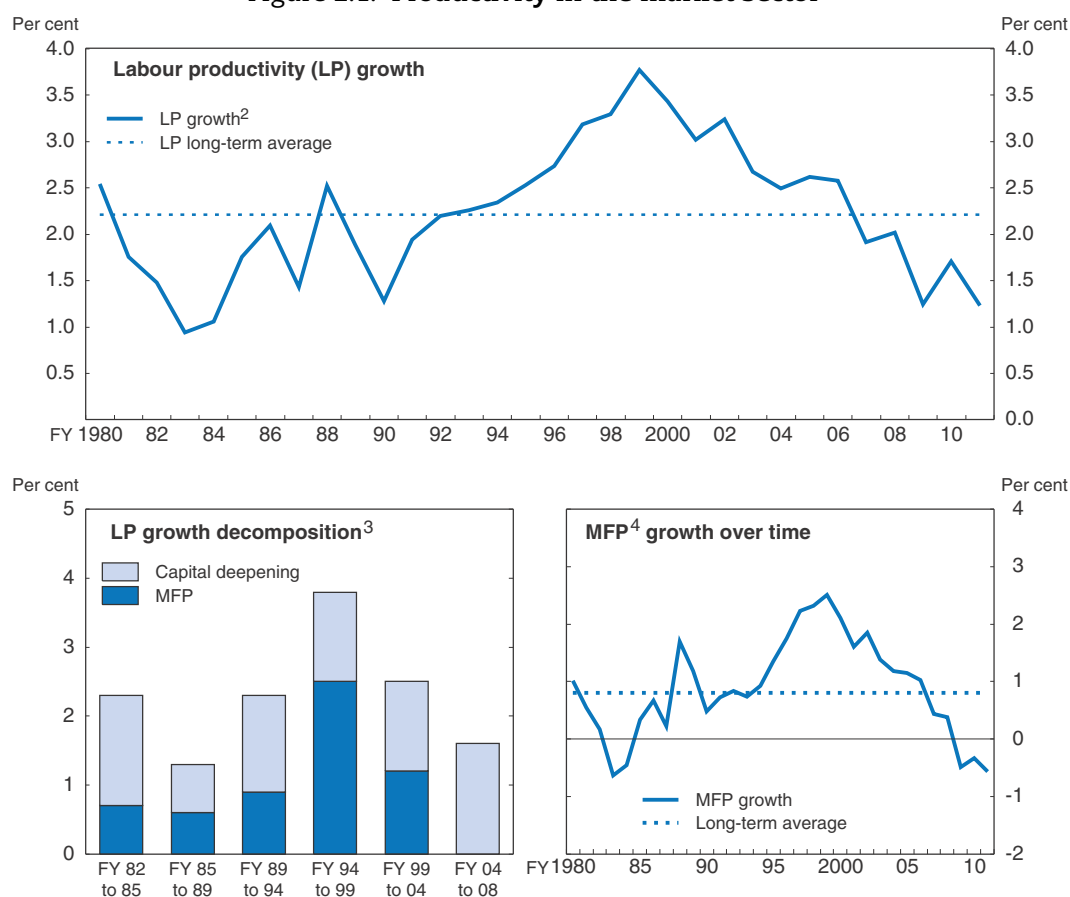 Per cent
Per cent
4.0
4.0
Labour productivity (LP) growth
3.5
3.5
LP growth2
3.0
3.0
LP long-term average
2.5
2.5
2.0
2.0
1.5
1.5
1.0
1.0
0.5
0.5
0.0
FY 1980 82 84 86 88 90 92 94 96 98 2000 02 04 06 08 10
Per cent
5
LP growth decomposition3
Capital deepening
4
MFP
3
2
1
0
FY 82 to 85
FY 85 to 89
FY 89 to 94
FY 94 to 99
FY 99 to 04
FY 04 to 08
Per cent
4
MFP4 growth over time
3
2
1
0
MFP growth
-1
Long-term average
-2
FY 1980 85 90 95 2000 05 10